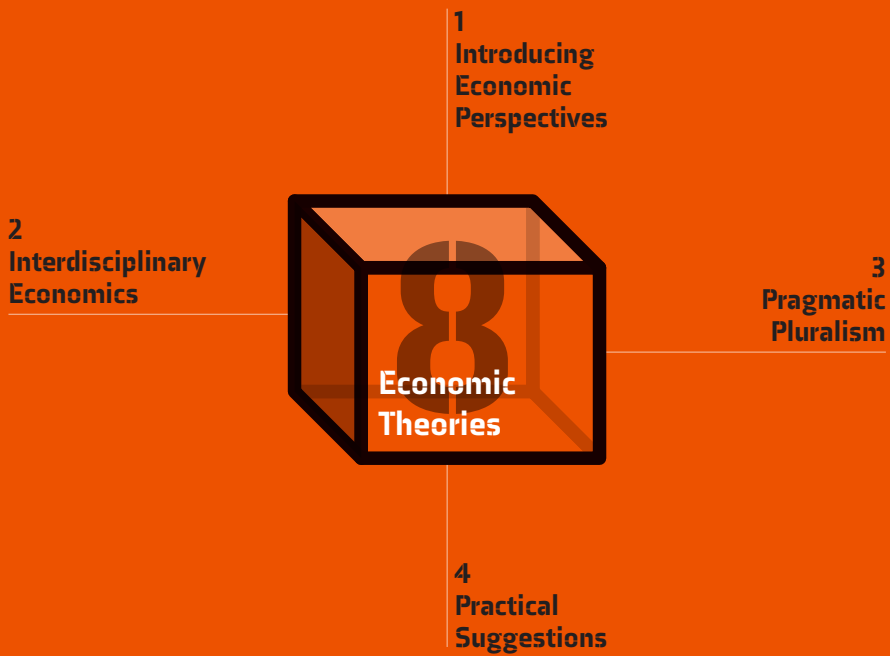 1
Introducing
Economic
Perspectives
2
Interdisciplinary
Economics
3
Pragmatic
Pluralism
8
Economic
Theories
4
Practical
Suggestions